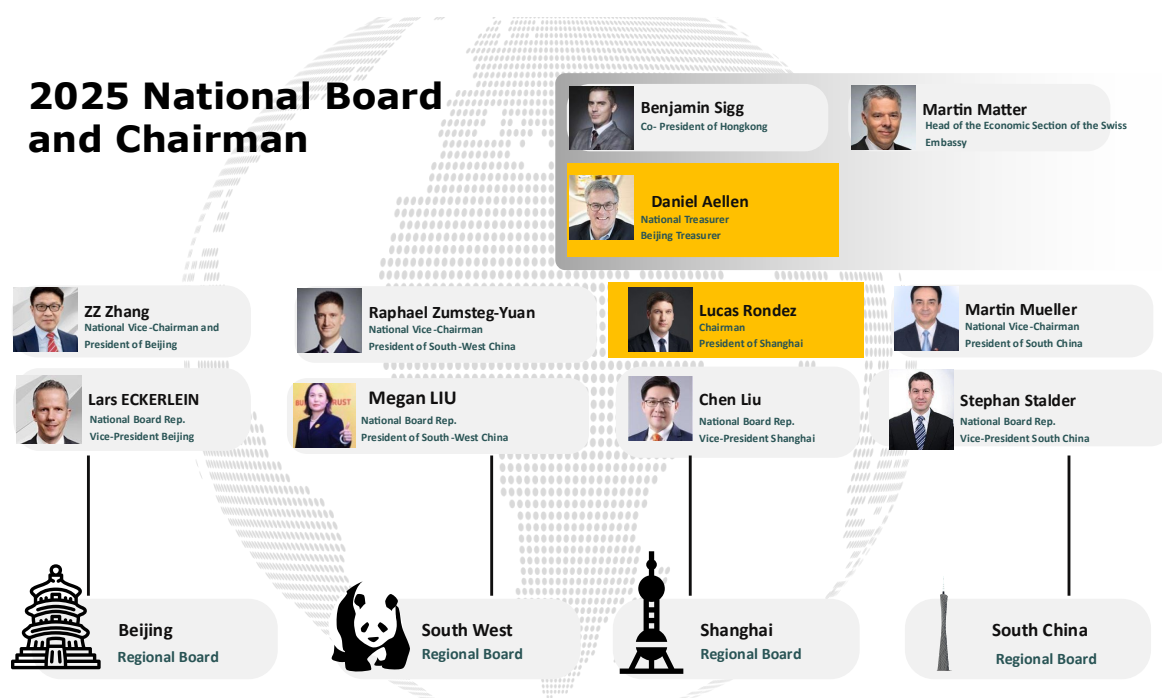 2025 National Board
and Chairman
Benjamin Sigg
Co- President of Hongkong
Martin Matter
Head of the Economic Section of the Swiss
Embassy
Daniel Aellen
National Treasurer
Beijing Treasurer
ZZ Zhang
National Vice-Chairman and
President of Beijing
Raphael Zumsteg-Yuan
National Vice-Chairman
President of South-West China
Lucas Rondez
Chairman
President of Shanghai
Martin Mueller
National Vice-Chairman
President of South China
Lars ECKERLEIN
National Board Rep.
Vice-President Beijing
Megan LIU
National Board Rep.
President of South-West China
Chen Liu
National Board Rep.
Vice-President Shanghai
Stephan Stalder
National Board Rep.
Vice-President South China
Beijing
Regional Board
South West
Regional Board
Shanghai
Regional Board
South China
Regional Board